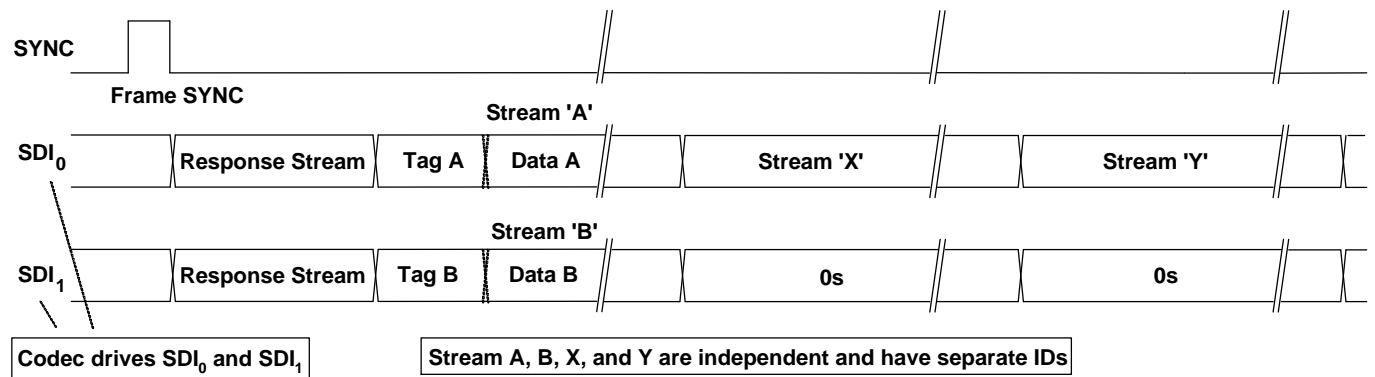 SYNC
Frame SYNC
Stream 'A'
SDI0 Response Stream Tag A Data A Stream 'X' Stream 'Y'
Stream 'B'
SDI1 Response Stream Tag B Data B 0s 0s
Codec drives SDI0 and SDI1
Stream A, B, X, and Y are independent and have separate IDs